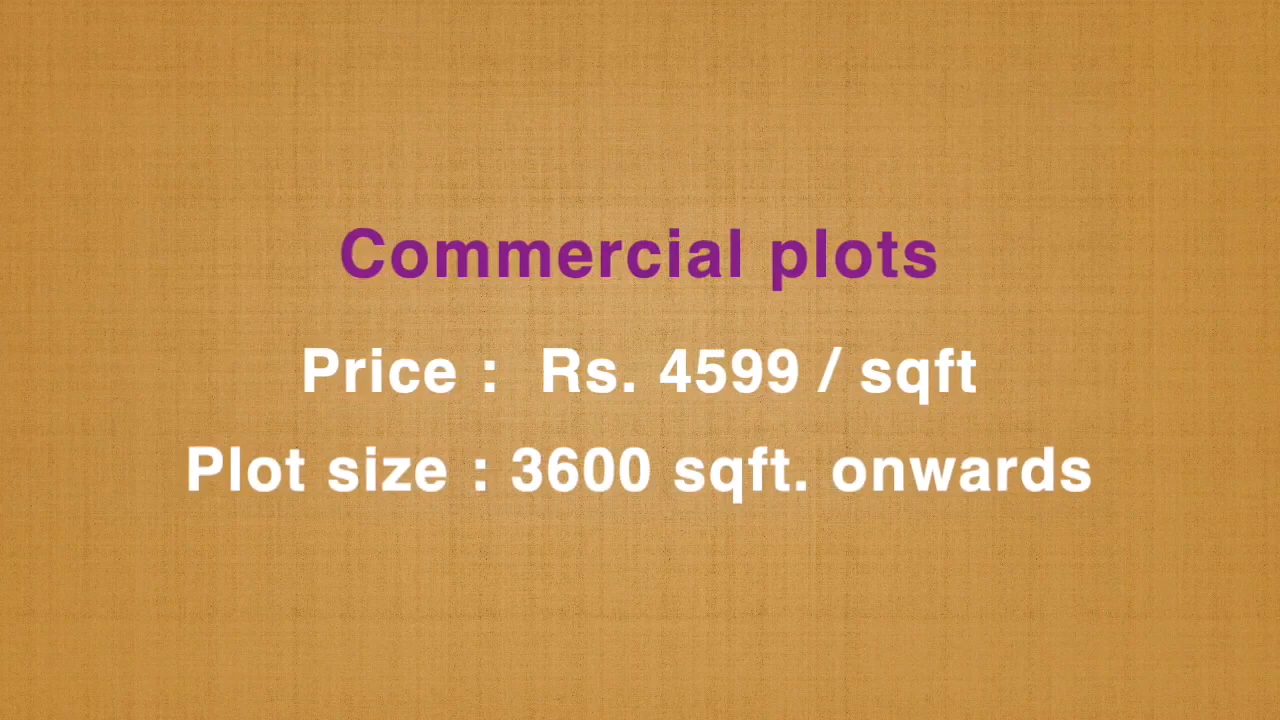 Commercial plots
Price : Rs. 4599 / sqft
Plot size : 3600 sqft. onwards